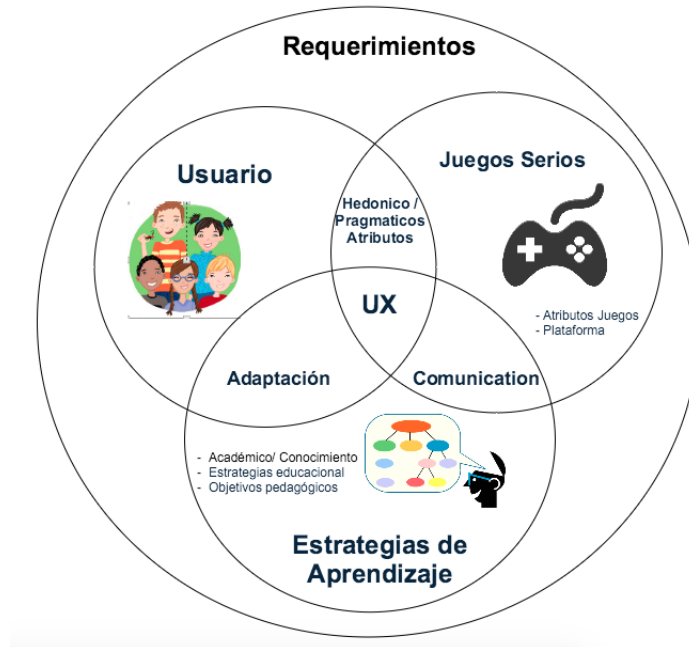 Requerimientos
Usuario
Juegos Serios
Hedonico /
Pragmaticos
Atributos
UX
- Atributos Juegos
- Plataforma
Adaptación
Comunication
- Académico/ Conocimiento
- Estrategias educacional
- Objetivos pedagógicos
Estrategias de
Aprendizaje